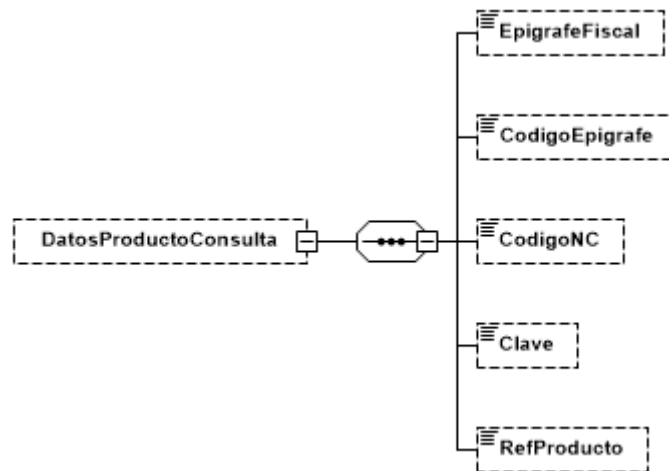 EpigrafeFiscal
CodigoEpigrafe
DatosProductoConsulta
CodigoNC
Clave
RefProducto